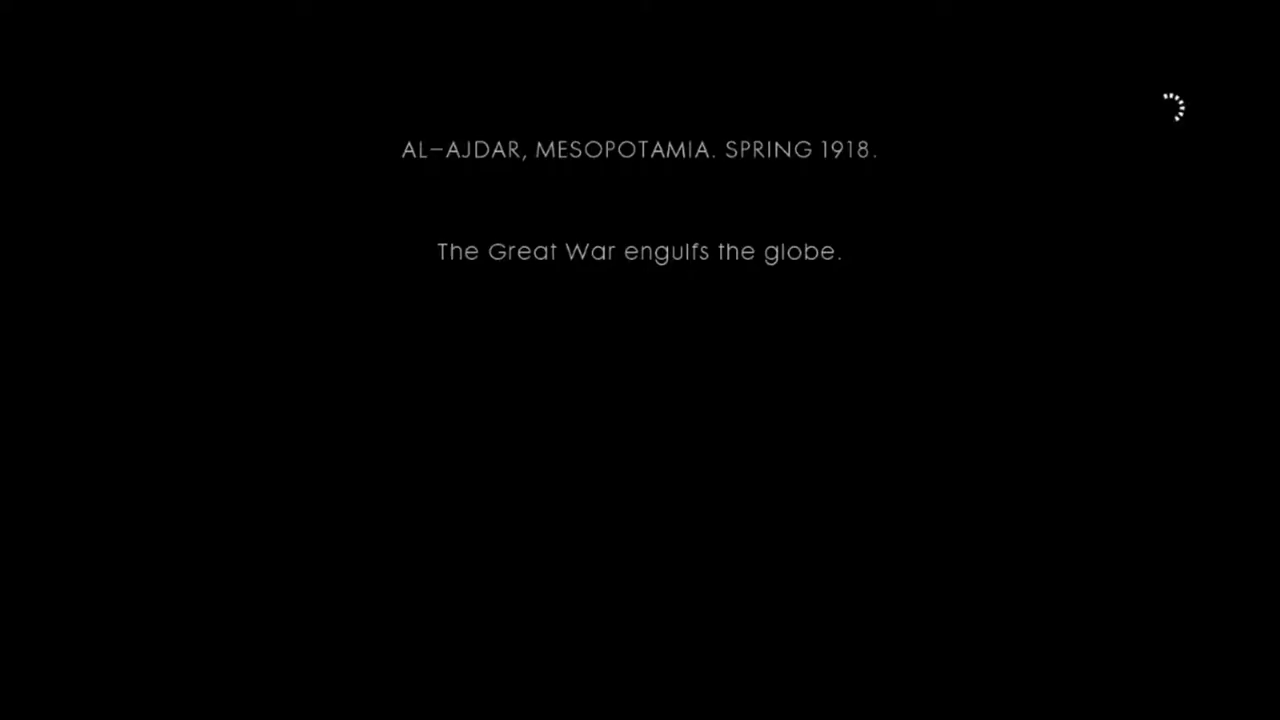 AL–AJDAR, MESOPOTAMIA. SPRING 1918.
The Great War engulfs the globe.